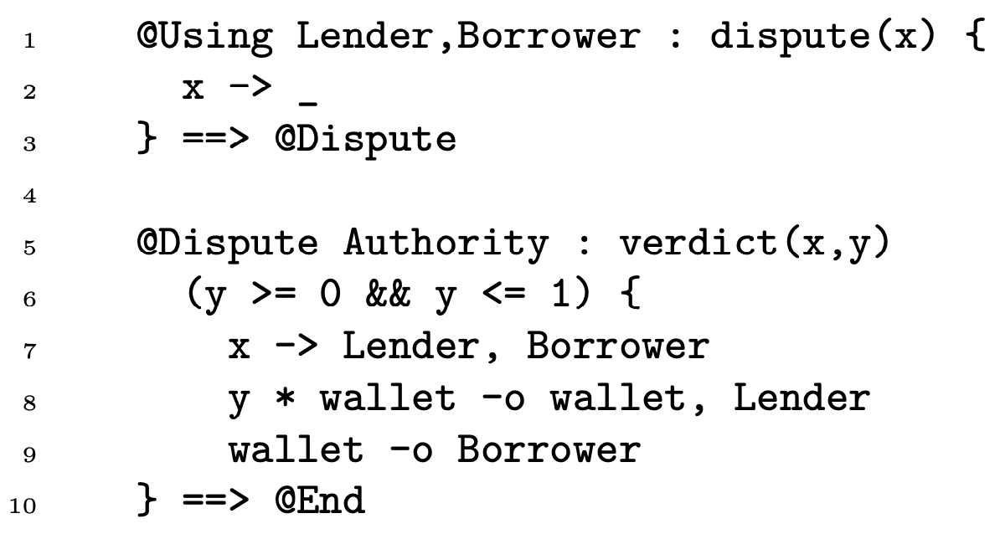 1 @Using Lender,Borrower : dispute(x) {
2 x -> _
3 } ==> @Dispute
4
5 @Dispute Authority : verdict(x,y)
6 (y >= 0 && y <= 1) {
7 x -> Lender, Borrower
8 y * wallet -o wallet, Lender
9 wallet -o Borrower
10 } ==> @End